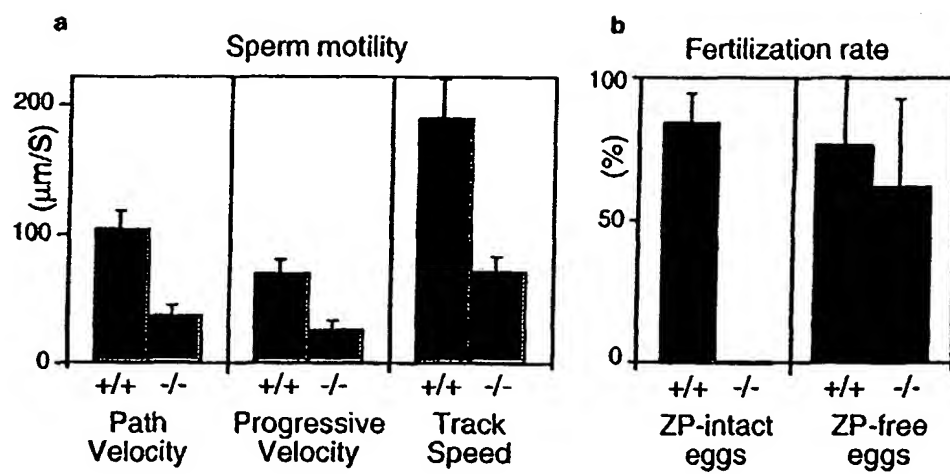 a
Sperm motility
200
100
0
(μm/S)
+/+ -/- +/+ -/- +/+ -/-
Path Progressive Track
Velocity Velocity Speed
b
Fertilization rate
100
50
0
(%)
+/+ -/- +/+ -/-
ZP-intact ZP-free
eggs eggs